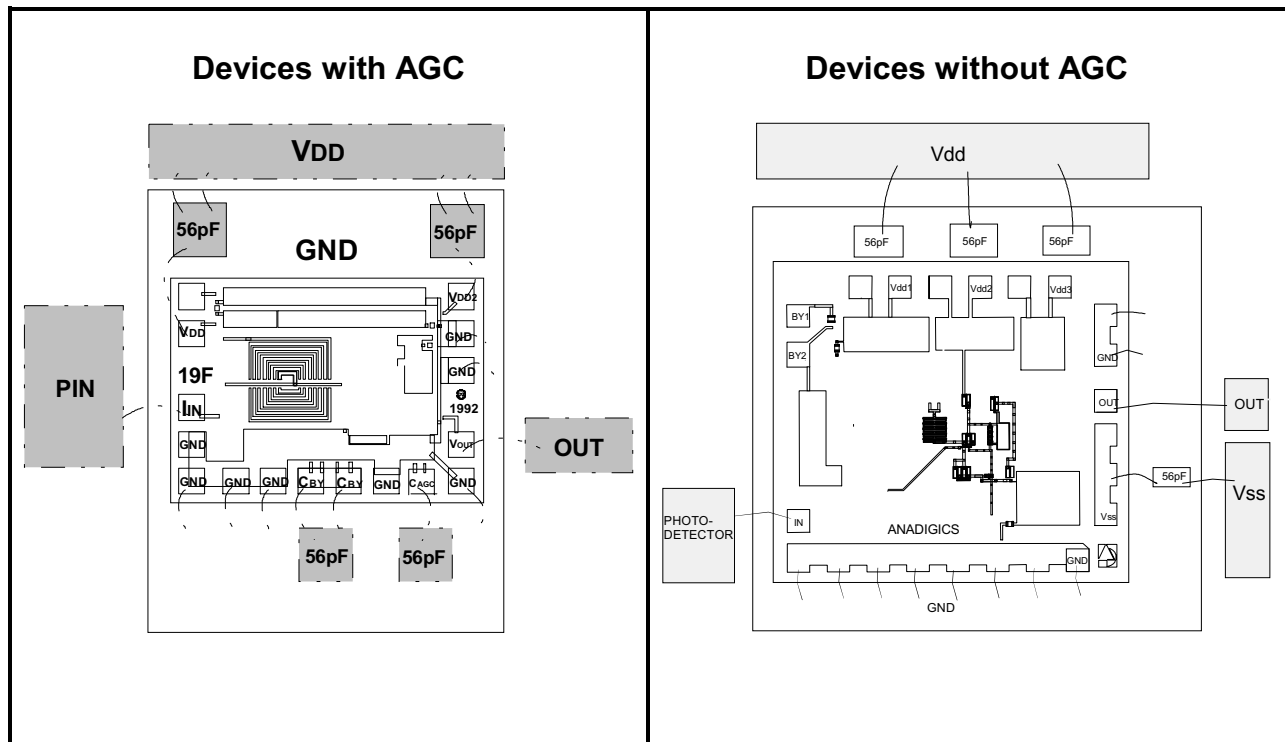 Devices with AGC
VDD
56pF
56pF
GND
VDD2
VDD
GND
GND
19F
PIN
IIN
1992
GND
VOUT
OUT
GND
GND
GND
CBY
CBY
GND
CAGC
GND
56pF
56pF
Devices without AGC
Vdd
56pF
56pF
56pF
Vdd1
Vdd2
Vdd3
BY1
BY2
GND
OUT
OUT
56pF
Vss
Vss
PHOTO-
DETECTOR
IN
ANADIGICS
GND
GND